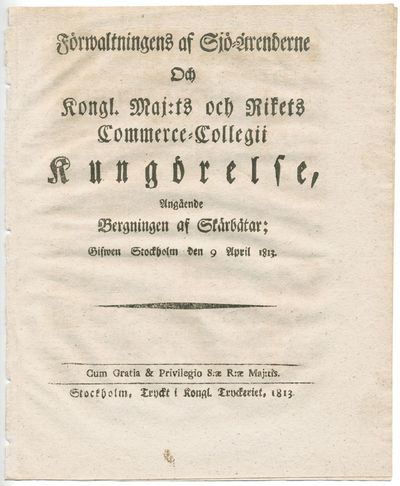 Förwaltningens af Sjö-Ärenderne
Och
Kongl. Maj:ts och Rikets
Commerce-Collegii
Kungörelse,
Angående
Bergningen af Skärbåtar;
Gifwen Stockholm den 9 April 1813.
Cum Gratia & Privilegio S:æ R:æ Maj:tis.
Stockholm, Tryckt i Kongl. Tryckeriet, 1813.